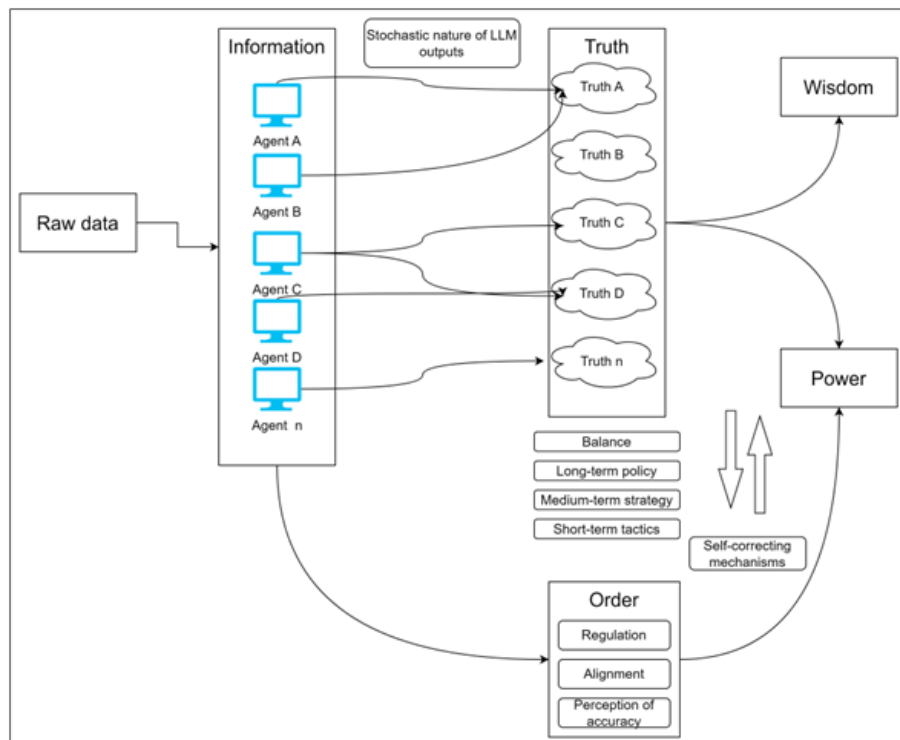 Information
Stochastic nature of LLM
outputs
Truth
Wisdom
Raw data
Agent A
Agent B
Agent C
Agent D
Agent n
Truth A
Truth B
Truth C
Truth D
Truth n
Power
Balance
Long-term policy
Medium-term strategy
Short-term tactics
Self-correcting
mechanisms
Order
Regulation
Alignment
Perception of
accuracy